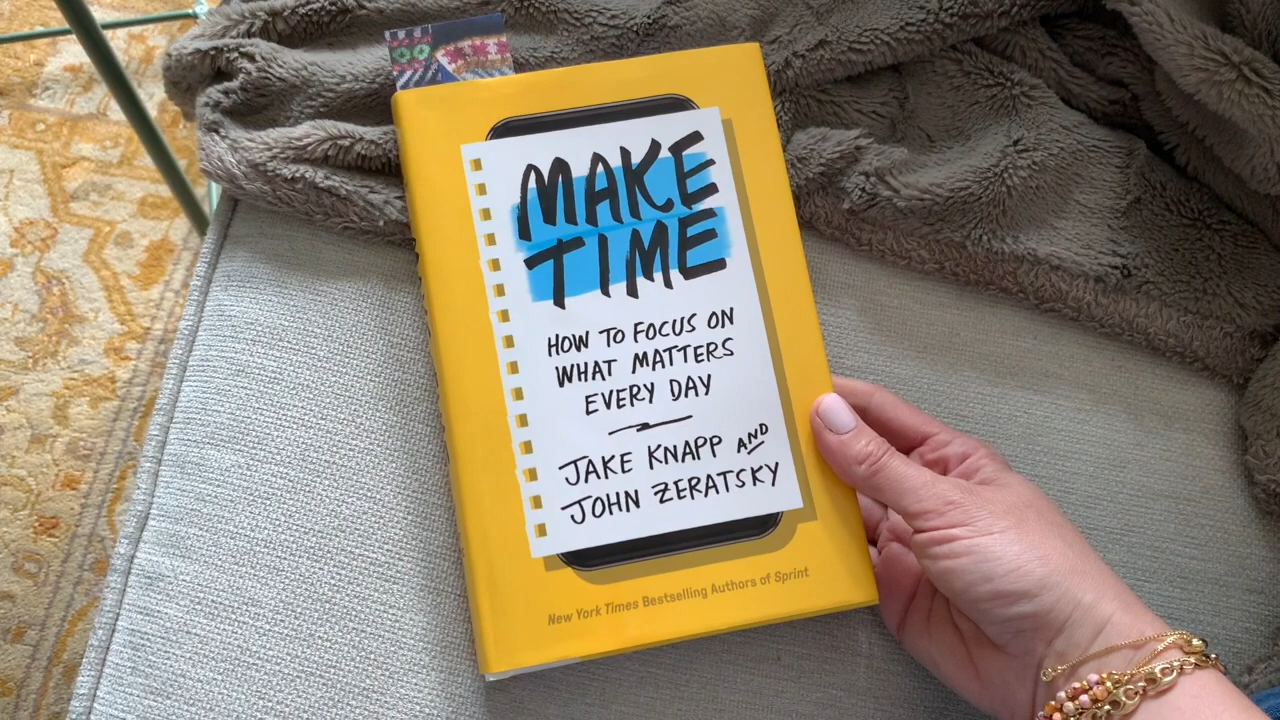 MAKE
TIME
HOW TO FOCUS ON
WHAT MATTERS
EVERY DAY
JAKE KNAPP AND
JOHN ZERATSKY
New York Times Bestselling Authors of Sprint